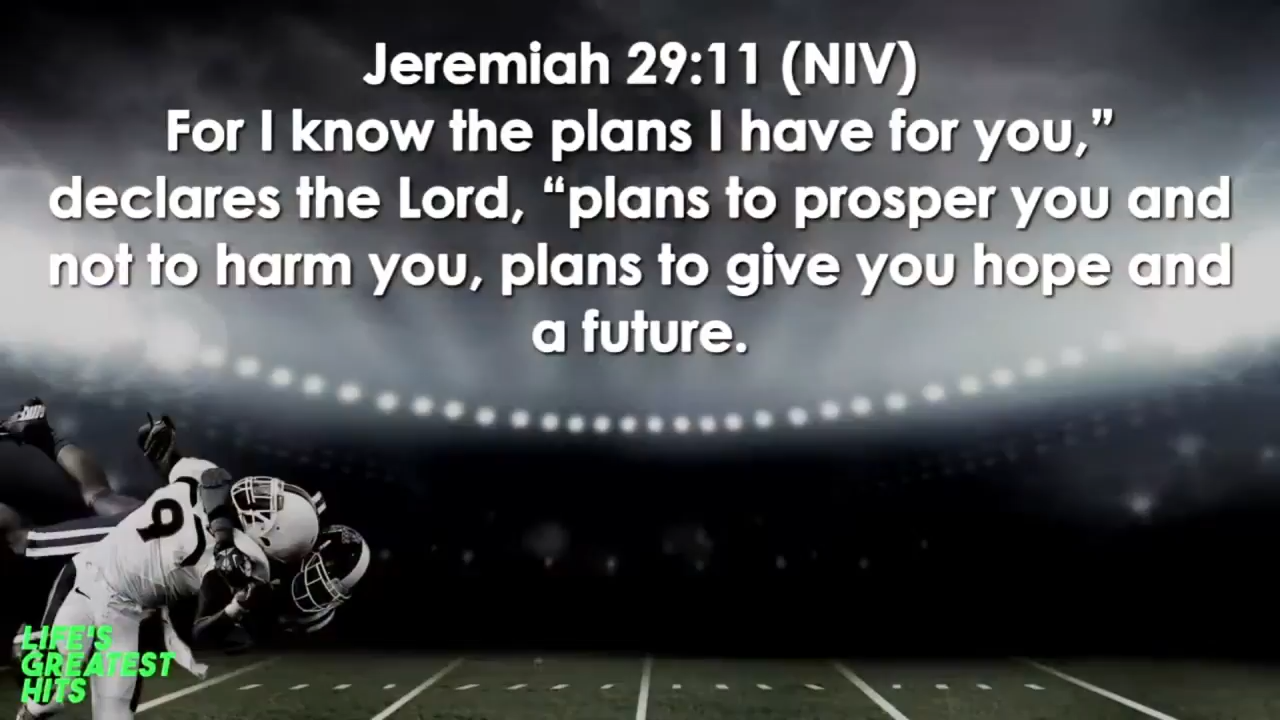 Jeremiah 29:11 (NIV)
For I know the plans I have for you,”
declares the Lord, “plans to prosper you and
not to harm you, plans to give you hope and
a future.
9
LIFE'S
GREATEST
HITS